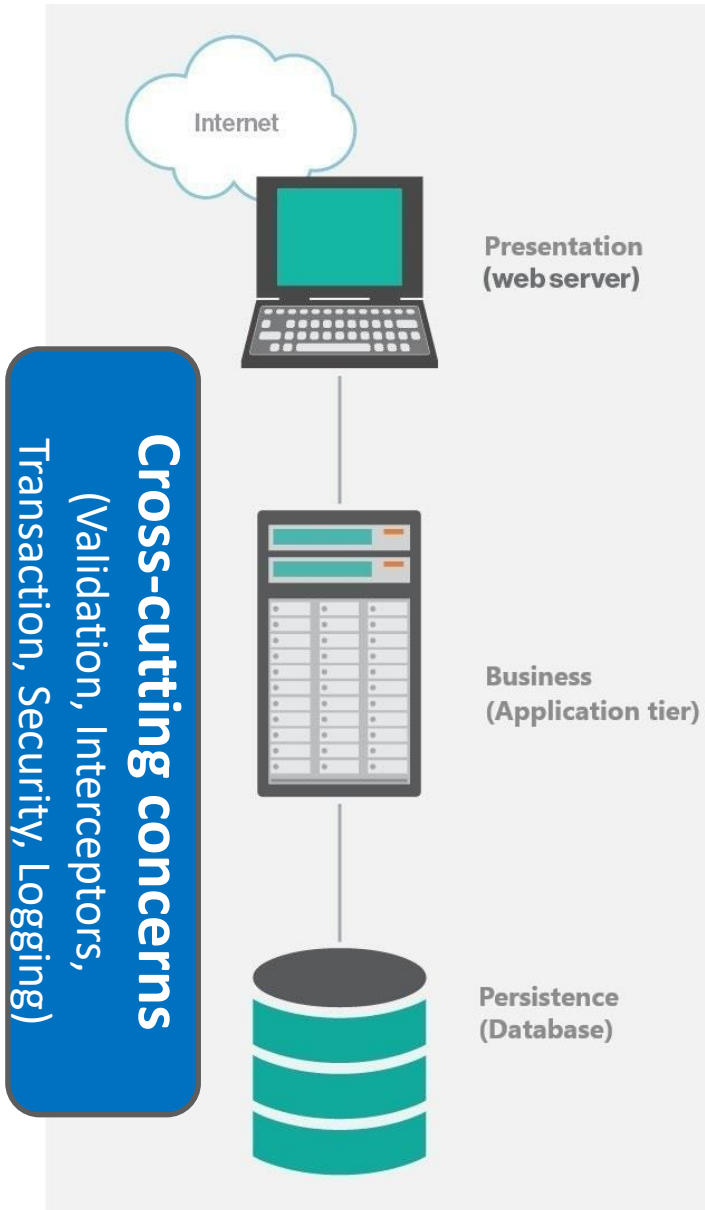 Internet
Presentation
(web server)
Cross-cutting concerns
(Validation, Interceptors,
Transaction, Security, Logging)
Business
(Application tier)
Persistence
(Database)